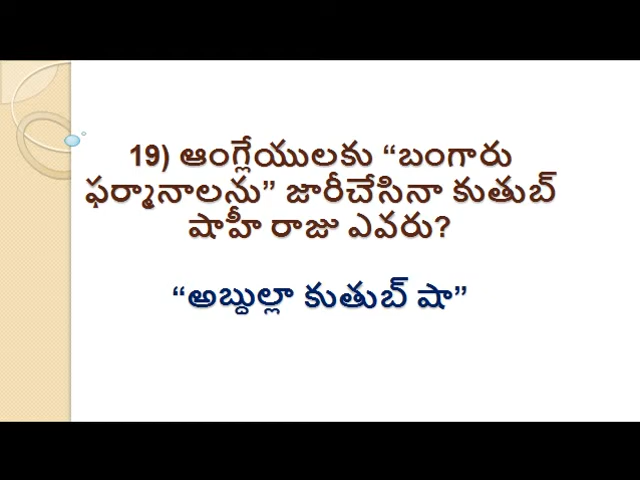 19) ఆంగ్లేయులకు “బంగారు
ఫర్మానాలను” జారీచేసినా కుతుబ్
షాహీ రాజు ఎవరు?
“అబ్దుల్లా కుతుబ్ షా”